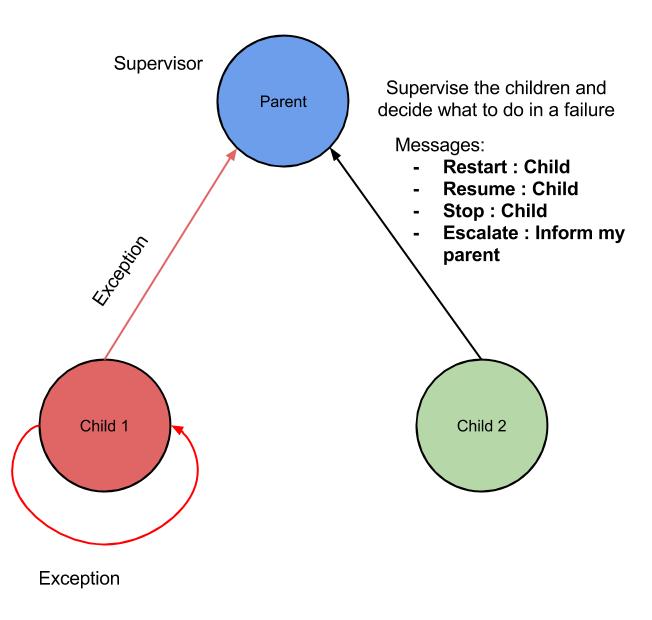 Supervisor
Parent
Supervise the children and
decide what to do in a failure
Messages:
- Restart : Child
- Resume : Child
- Stop : Child
- Escalate : Inform my
parent
Exception
Child 1
Child 2
Exception